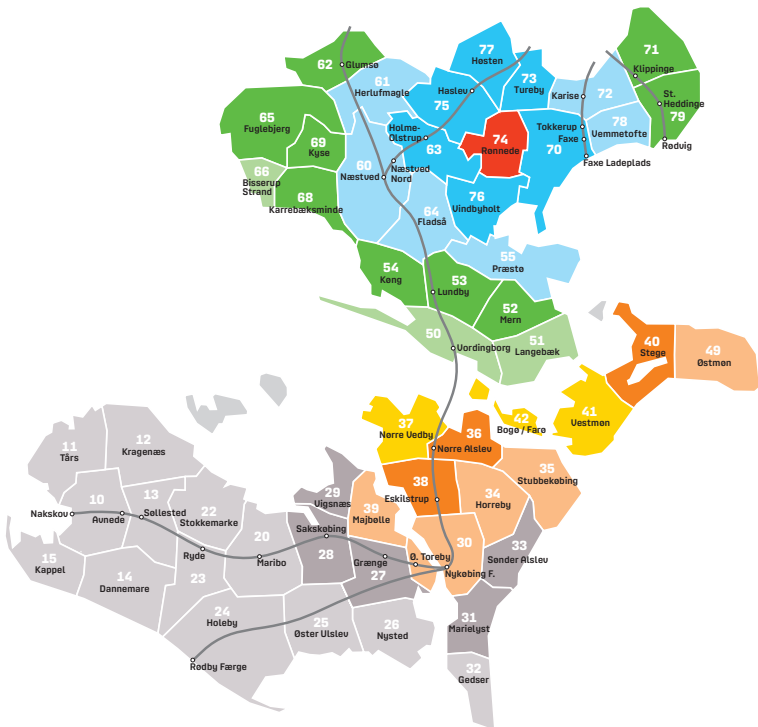 77
Høsten
71
62
Glumsø
Klippinge
61
Herlufmagle
73
Tureby
Haslev
75
Karise
72
St.
Heddinge
79
65
Fuglebjerg
Holme-
Olstrup
Tokkerup
78
Vemmetofte
69
Kyse
63
74
Rønnede
Faxe
70
Rødvig
60
Næstved
Næstved
Nord
Faxe Ladeplads
66
Bisserup
Strand
68
Karrebæksminde
76
Vindbyholt
64
Fladså
55
Præstø
54
Køng
53
Lundby
52
Mern
50
Vordingborg
51
Langebæk
40
Stege
49
Østmøn
41
Vestmøn
42
Bogø / Farø
37
Nørre Vedby
36
Nørre Alslev
11
Tårs
12
Kragenæs
35
Stubbekøbing
38
Eskilstrup
34
Horreby
29
Vigsnæs
39
Majbølle
10
Nakskov
Avnede
13
Søllested
22
Stokkemarke
20
Sakskøbing
30
33
Sønder Alslev
15
Kappel
14
Dannemare
Ryde
23
Maribo
28
Grænge
27
Ø. Toreby
Nykøbing F.
24
Holeby
25
Øster Ulslev
26
Nysted
31
Marielyst
Rødby Færge
32
Gedser